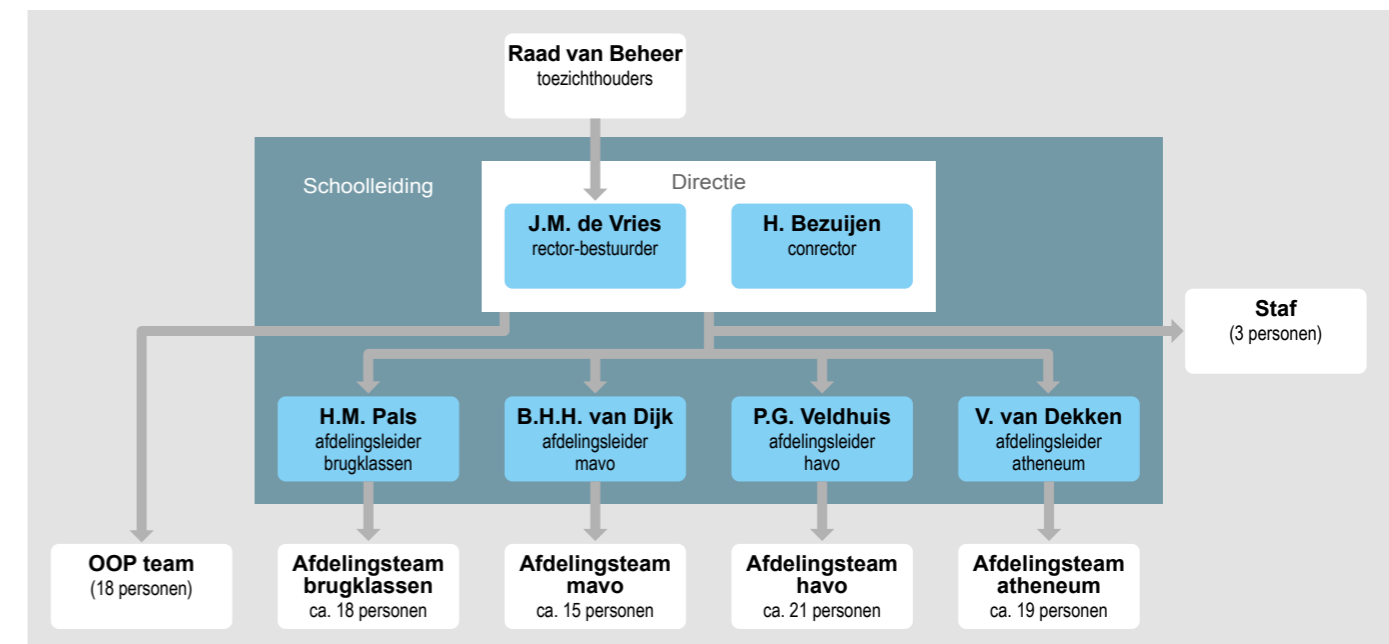 Raad van Beheer
toezichthouders
Schoolleiding
Directie
J.M. de Vries
rector-bestuurder
H. Bezuijen
conrector
Staf
(3 personen)
H.M. Pals
afdelingsleider
brugklassen
B.H.H. van Dijk
afdelingsleider
mavo
P.G. Veldhuis
afdelingsleider
havo
V. van Dekken
afdelingsleider
atheneum
OOP team
(18 personen)
Afdelingsteam
brugklassen
ca. 18 personen
Afdelingsteam
mavo
ca. 15 personen
Afdelingsteam
havo
ca. 21 personen
Afdelingsteam
atheneum
ca. 19 personen